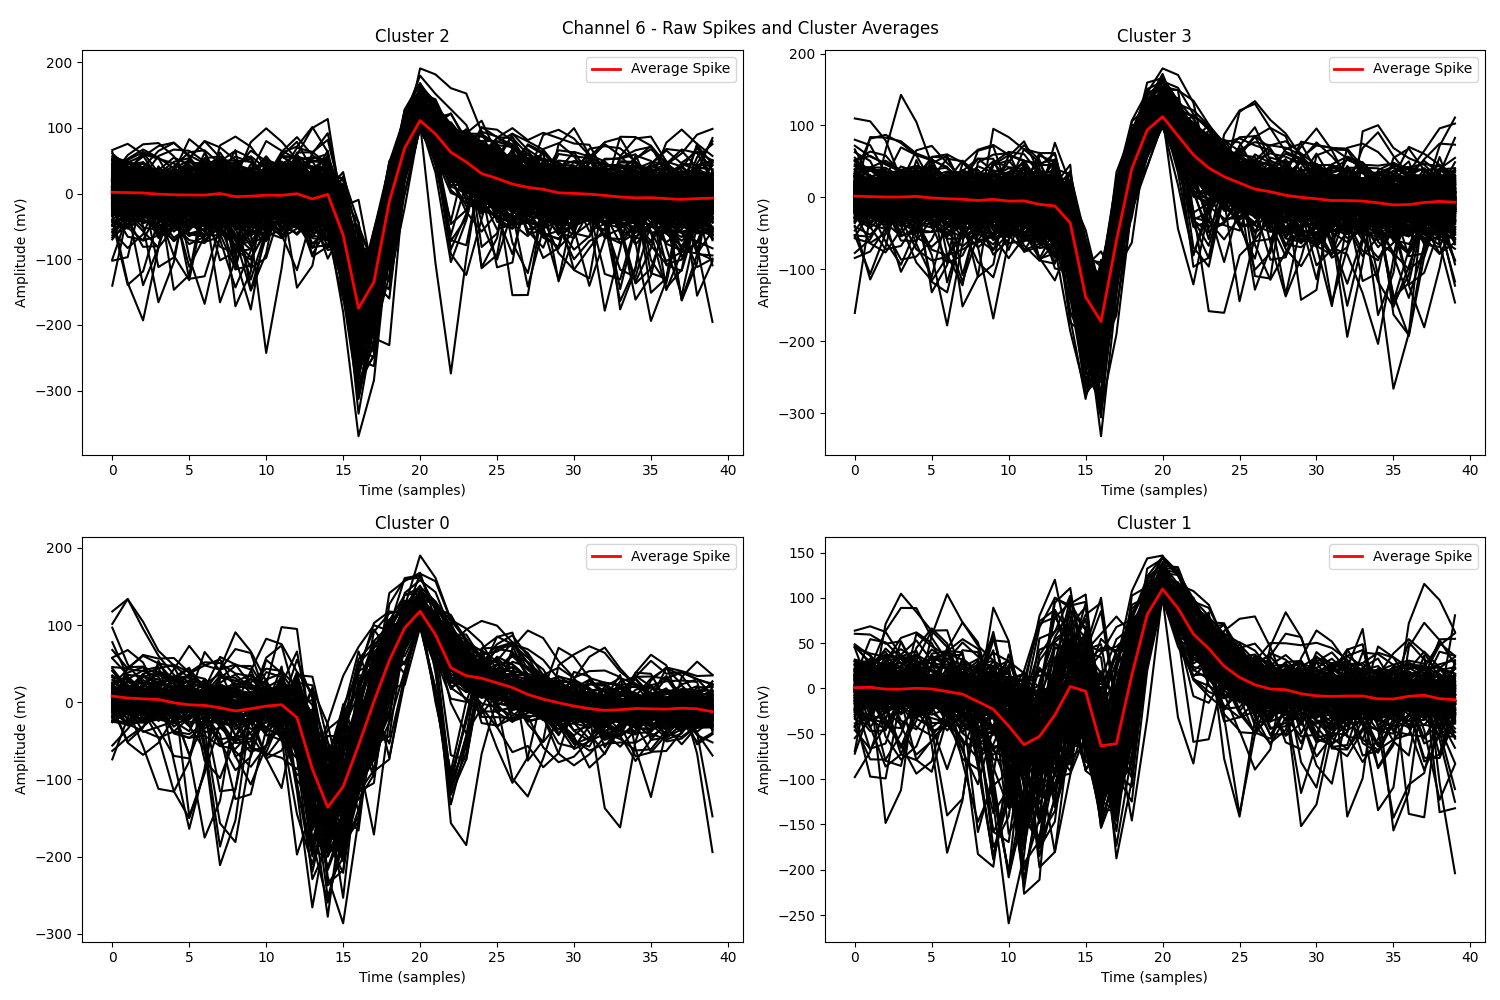 Channel 6 - Raw Spikes and Cluster Averages
Cluster 2
Average Spike
Amplitude (mV)
200
100
0
−100
−200
−300
0 5 10 15 20 25 30 35 40
Time (samples)
Cluster 3
Average Spike
Amplitude (mV)
200
100
0
−100
−200
−300
0 5 10 15 20 25 30 35 40
Time (samples)
Cluster 0
Average Spike
Amplitude (mV)
200
100
0
−100
−200
−300
0 5 10 15 20 25 30 35 40
Time (samples)
Cluster 1
Average Spike
Amplitude (mV)
150
100
50
0
−50
−100
−150
−200
−250
0 5 10 15 20 25 30 35 40
Time (samples)